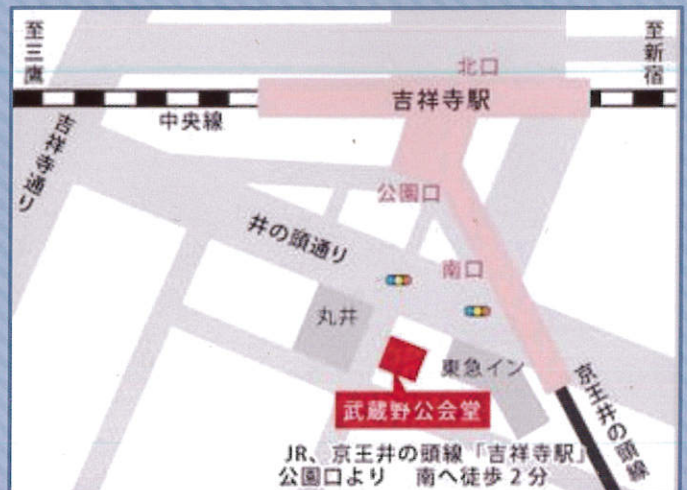 至三鷹
至新宿
北口
吉祥寺駅
中央線
吉祥寺通り
公園口
井の頭通り
南口
丸井
東急イン
武蔵野公会堂
京王井の頭線
JR、京王井の頭線「吉祥寺駅」
公園口より 南へ徒歩2分